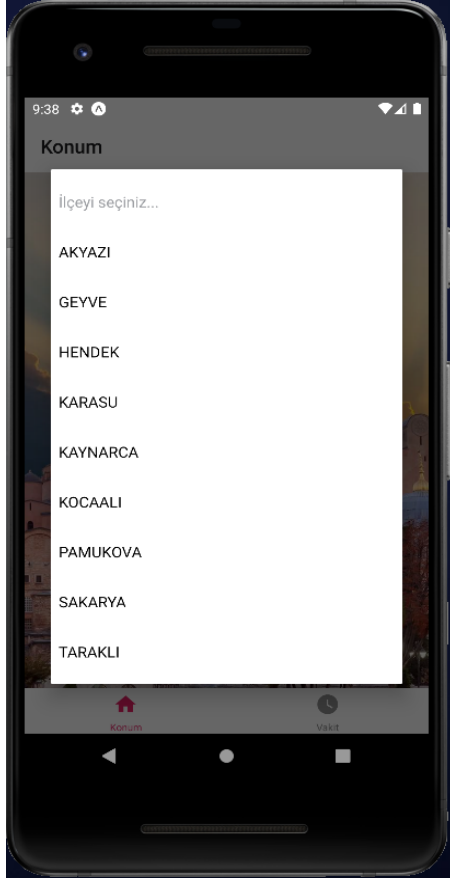 9:38
Konum
İlçeyi seçiniz...
AKYAZI
GEYVE
HENDEK
KARASU
KAYNARCA
KOCAALI
PAMUKOVA
SAKARYA
TARAKLI
Konum
Vakit